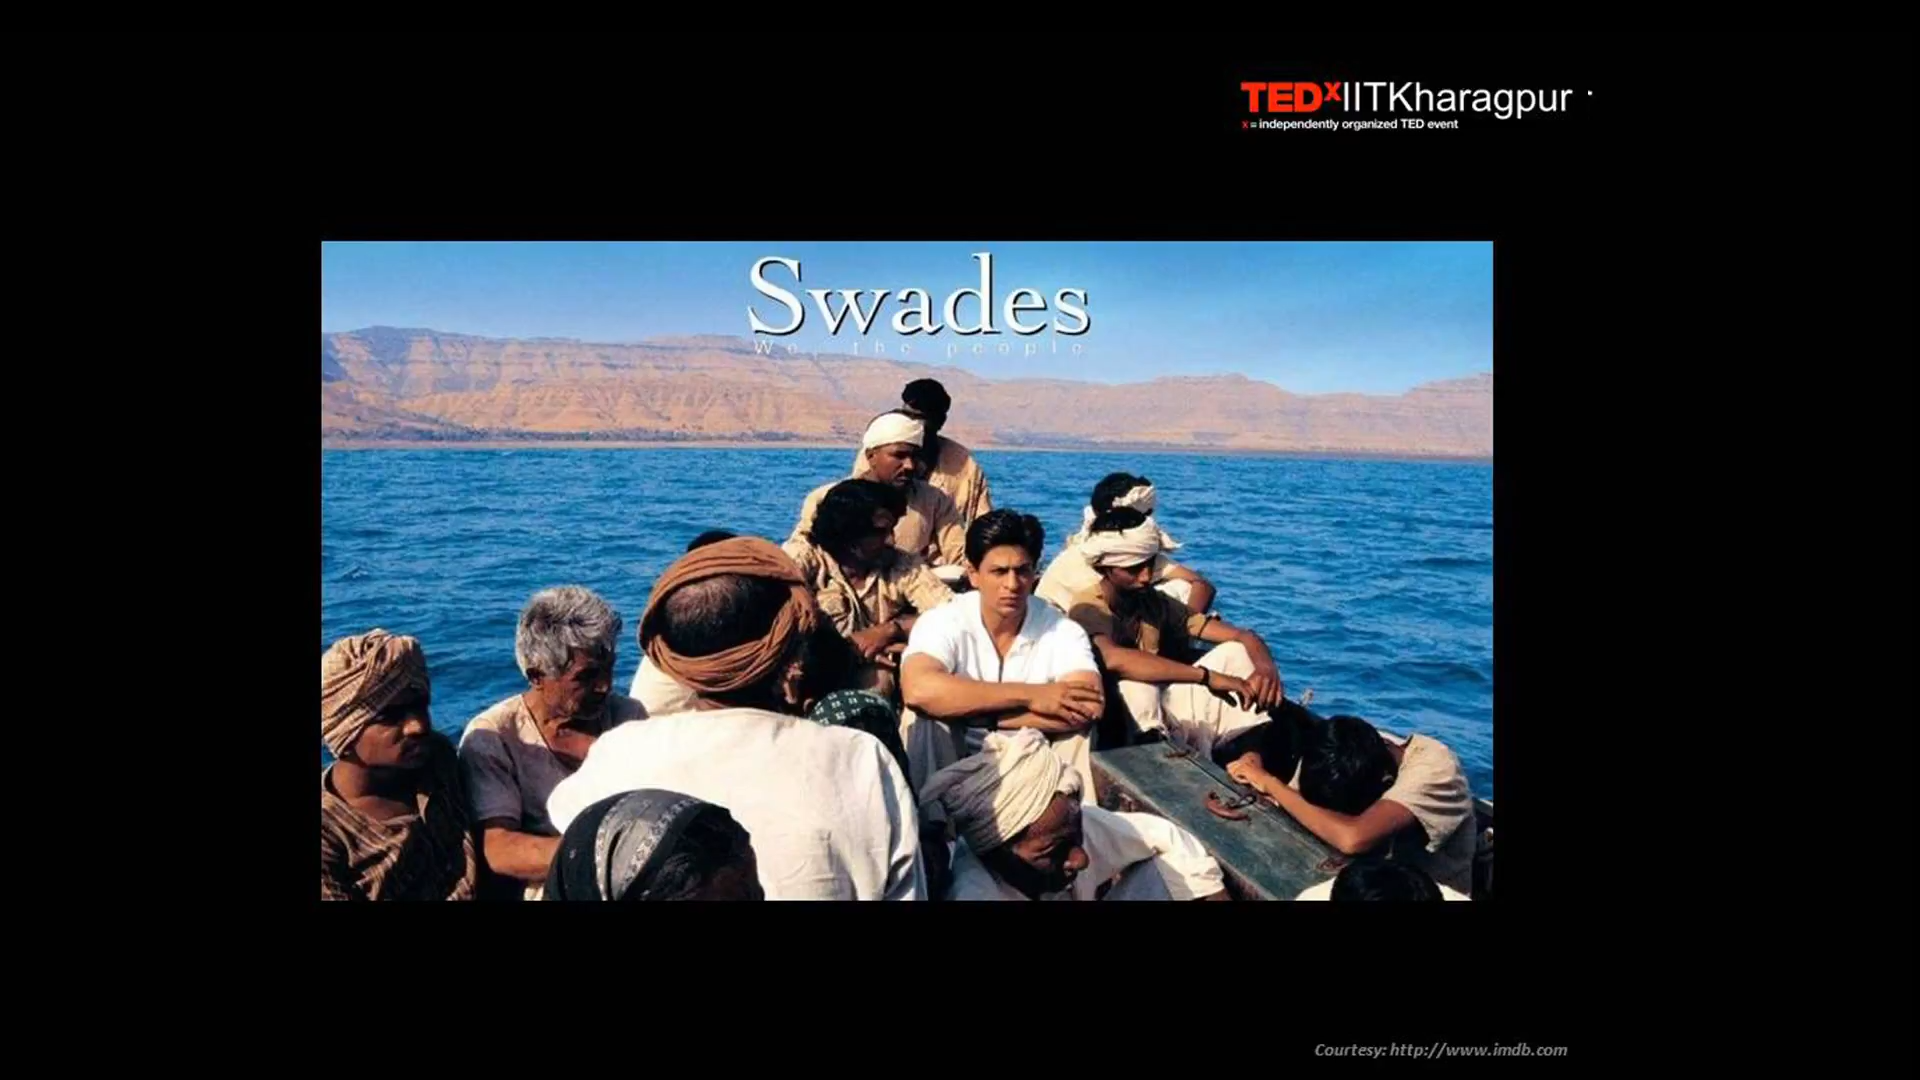 TEDxIITKharagpur
x = independently organized TED event
Swades
We, the people
Courtesy: http://www.imdb.com